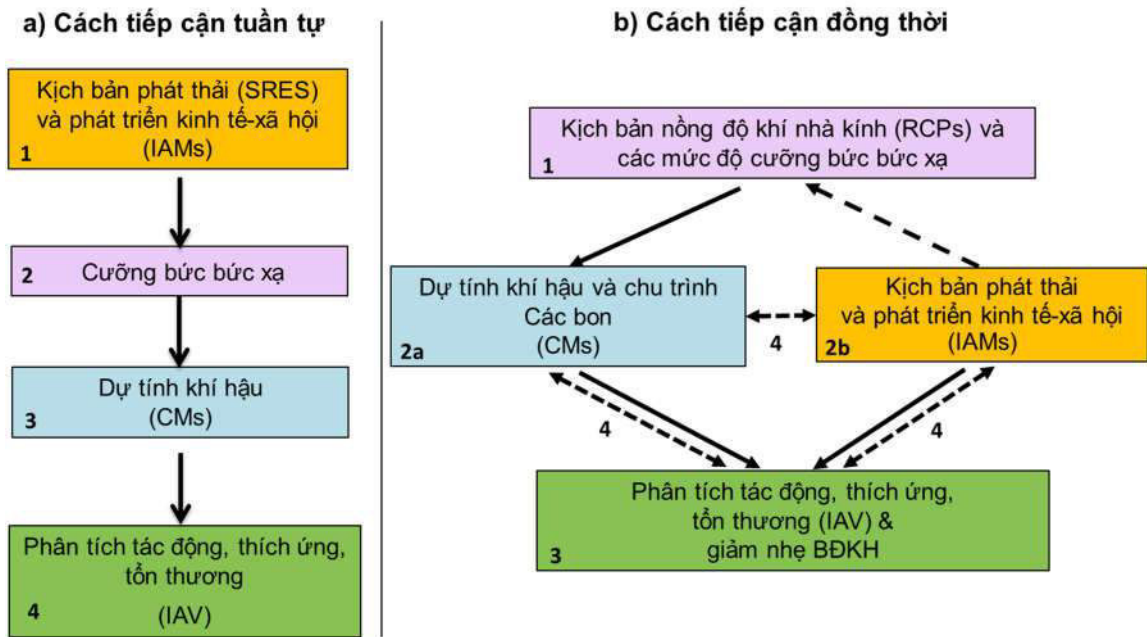 a) Cách tiếp cận tuần tự
Kịch bản phát thải (SRES)
và phát triển kinh tế-xã hội
(IAMs)
1
2
Cưỡng bức bức xạ
Dự tính khí hậu
(CMs)
3
Phân tích tác động, thích ứng,
tổn thương
(IAV)
4
b) Cách tiếp cận đồng thời
Kịch bản nồng độ khí nhà kính (RCPs) và
các mức độ cưỡng bức bức xạ
1
Dự tính khí hậu và chu trình
Các bon
(CMs)
2a
4
Kịch bản phát thải
và phát triển kinh tế-xã hội
(IAMs)
2b
4
4
Phân tích tác động, thích ứng,
tổn thương (IAV) &
giảm nhẹ BĐKH
3